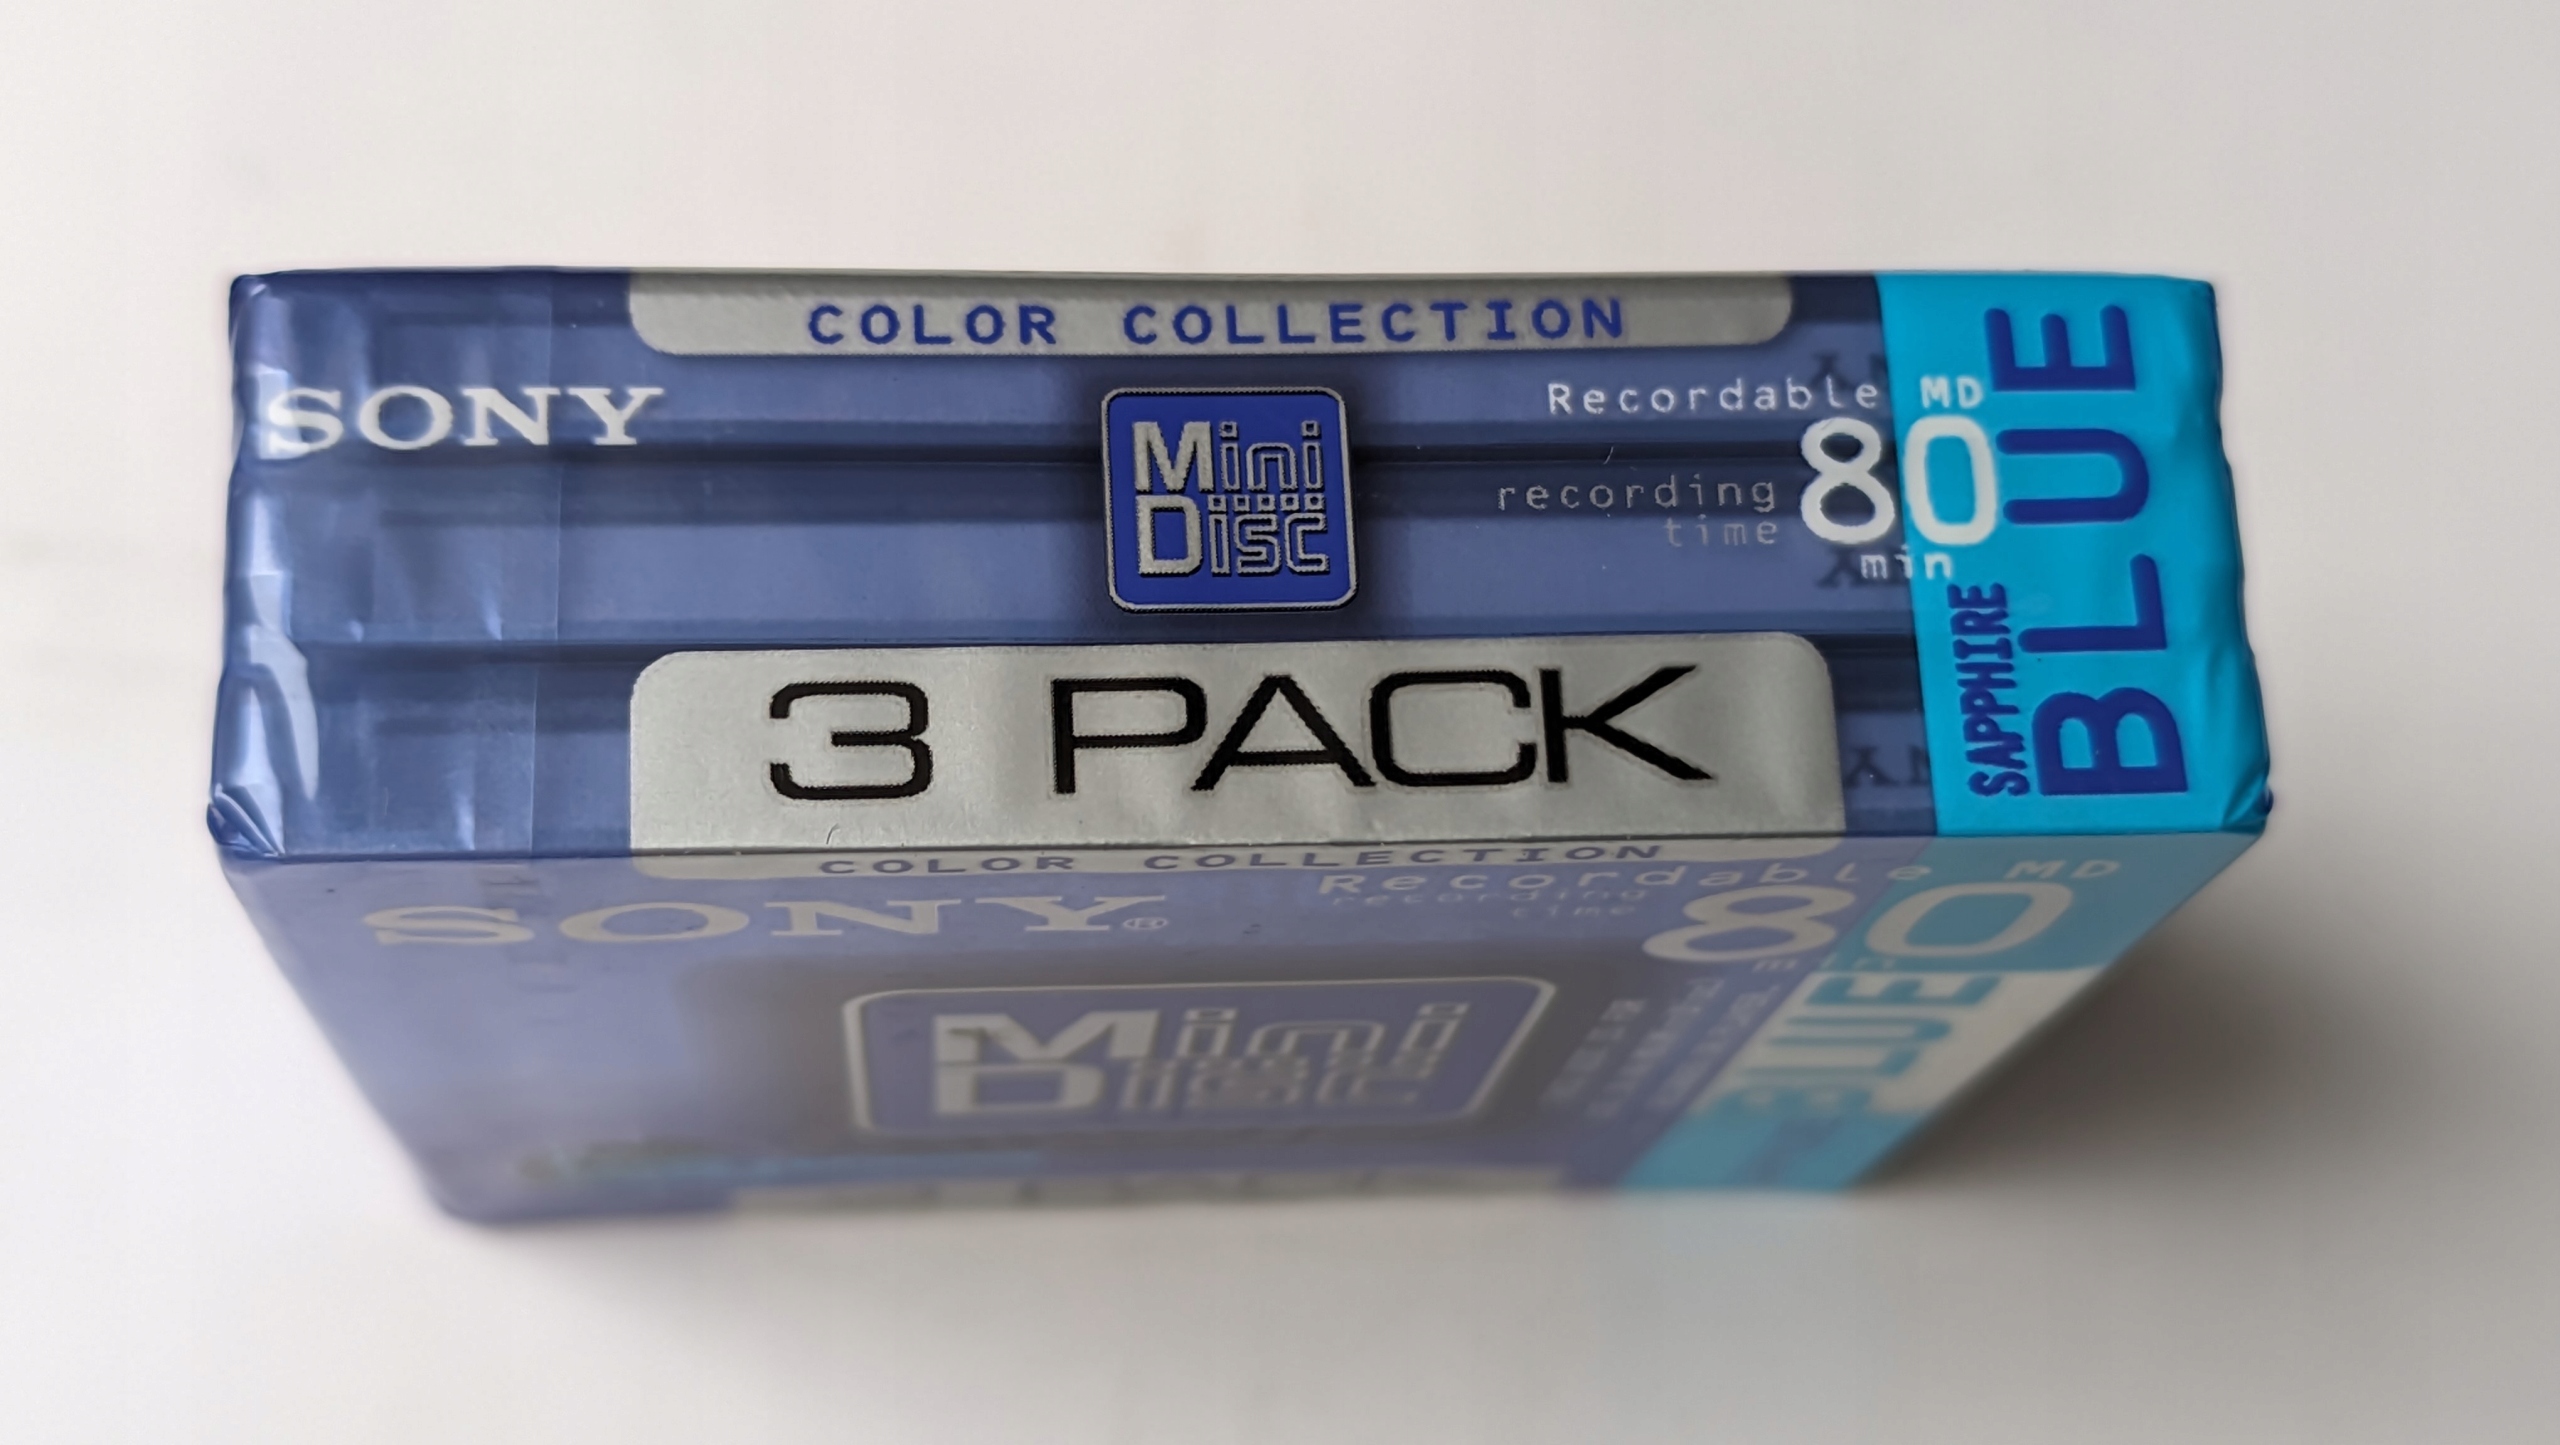 COLOR COLLECTION
SONY
Mini
Disc
Recordable MD
recording
time
80
min
SAPPHIRE
BLUE
3 PACK
COLOR COLLECTION
SONY®
Recordable MD
recording
time
80
min
Mini
Disc
BLUE